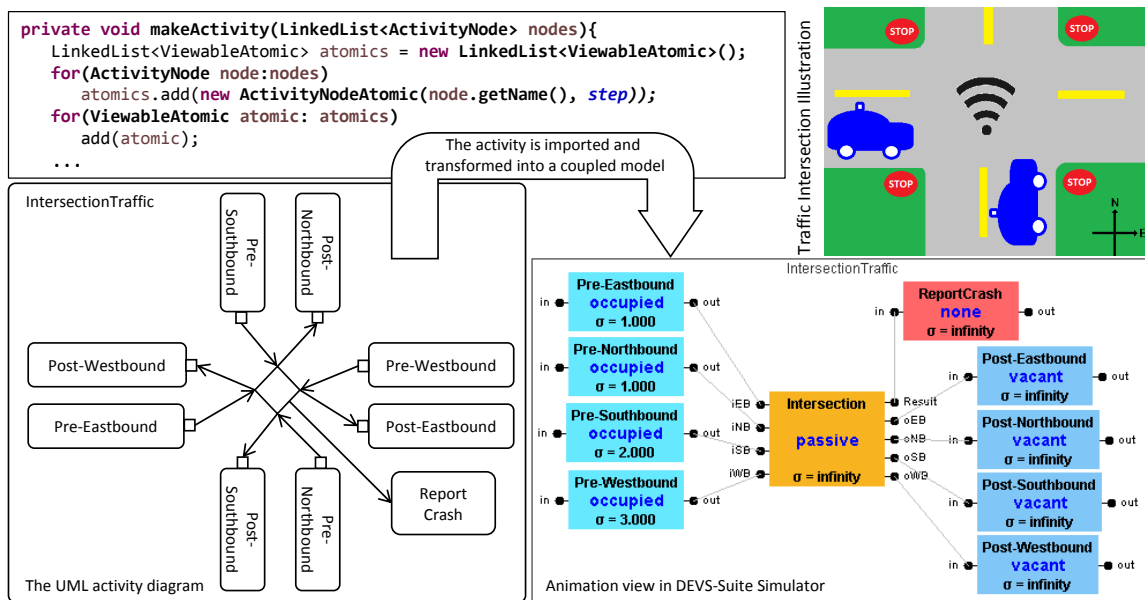 private void makeActivity(LinkedList<ActivityNode> nodes){
LinkedList<ViewableAtomic> atomics = new LinkedList<ViewableAtomic>();
for(ActivityNode node:nodes)
atomics.add(new ActivityNodeAtomic(node.getName(), step));
for(ViewableAtomic atomic: atomics)
add(atomic);
...
The activity is imported and
transformed into a coupled model
Traffic Intersection Illustration
STOP
STOP
STOP
STOP
N
E
IntersectionTraffic
Pre-
Southbound
Post-
Northbound
Post-Westbound
Pre-Westbound
Pre-Eastbound
Post-Eastbound
Post-
Southbound
Pre-
Northbound
Report
Crash
The UML activity diagram
IntersectionTraffic
Pre-Eastbound
in
occupied
out
σ = 1.000
Pre-Northbound
in
occupied
out
σ = 1.000
Pre-Southbound
in
occupied
out
σ = 2.000
Pre-Westbound
in
occupied
out
σ = 3.000
iEB
iNB
iSB
iWB
Intersection
passive
σ = infinity
Result
oEB
oNB
oSB
oWB
ReportCrash
in
none
out
σ = infinity
Post-Eastbound
in
vacant
out
σ = infinity
Post-Northbound
in
vacant
out
σ = infinity
Post-Southbound
in
vacant
out
σ = infinity
Post-Westbound
in
vacant
out
σ = infinity
Animation view in DEVS-Suite Simulator